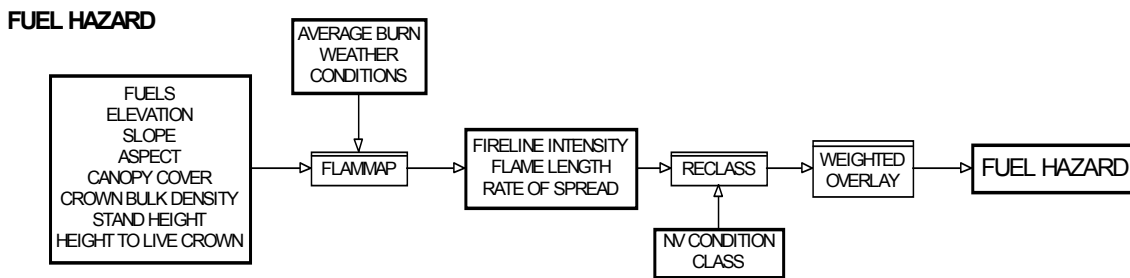 FUEL HAZARD
AVERAGE BURN
WEATHER
CONDITIONS
FUELS
ELEVATION
SLOPE
ASPECT
CANOPY COVER
CROWN BULK DENSITY
STAND HEIGHT
HEIGHT TO LIVE CROWN
FLAMMAP
FIRELINE INTENSITY
FLAME LENGTH
RATE OF SPREAD
RECLASS
NV CONDITION
CLASS
WEIGHTED
OVERLAY
FUEL HAZARD